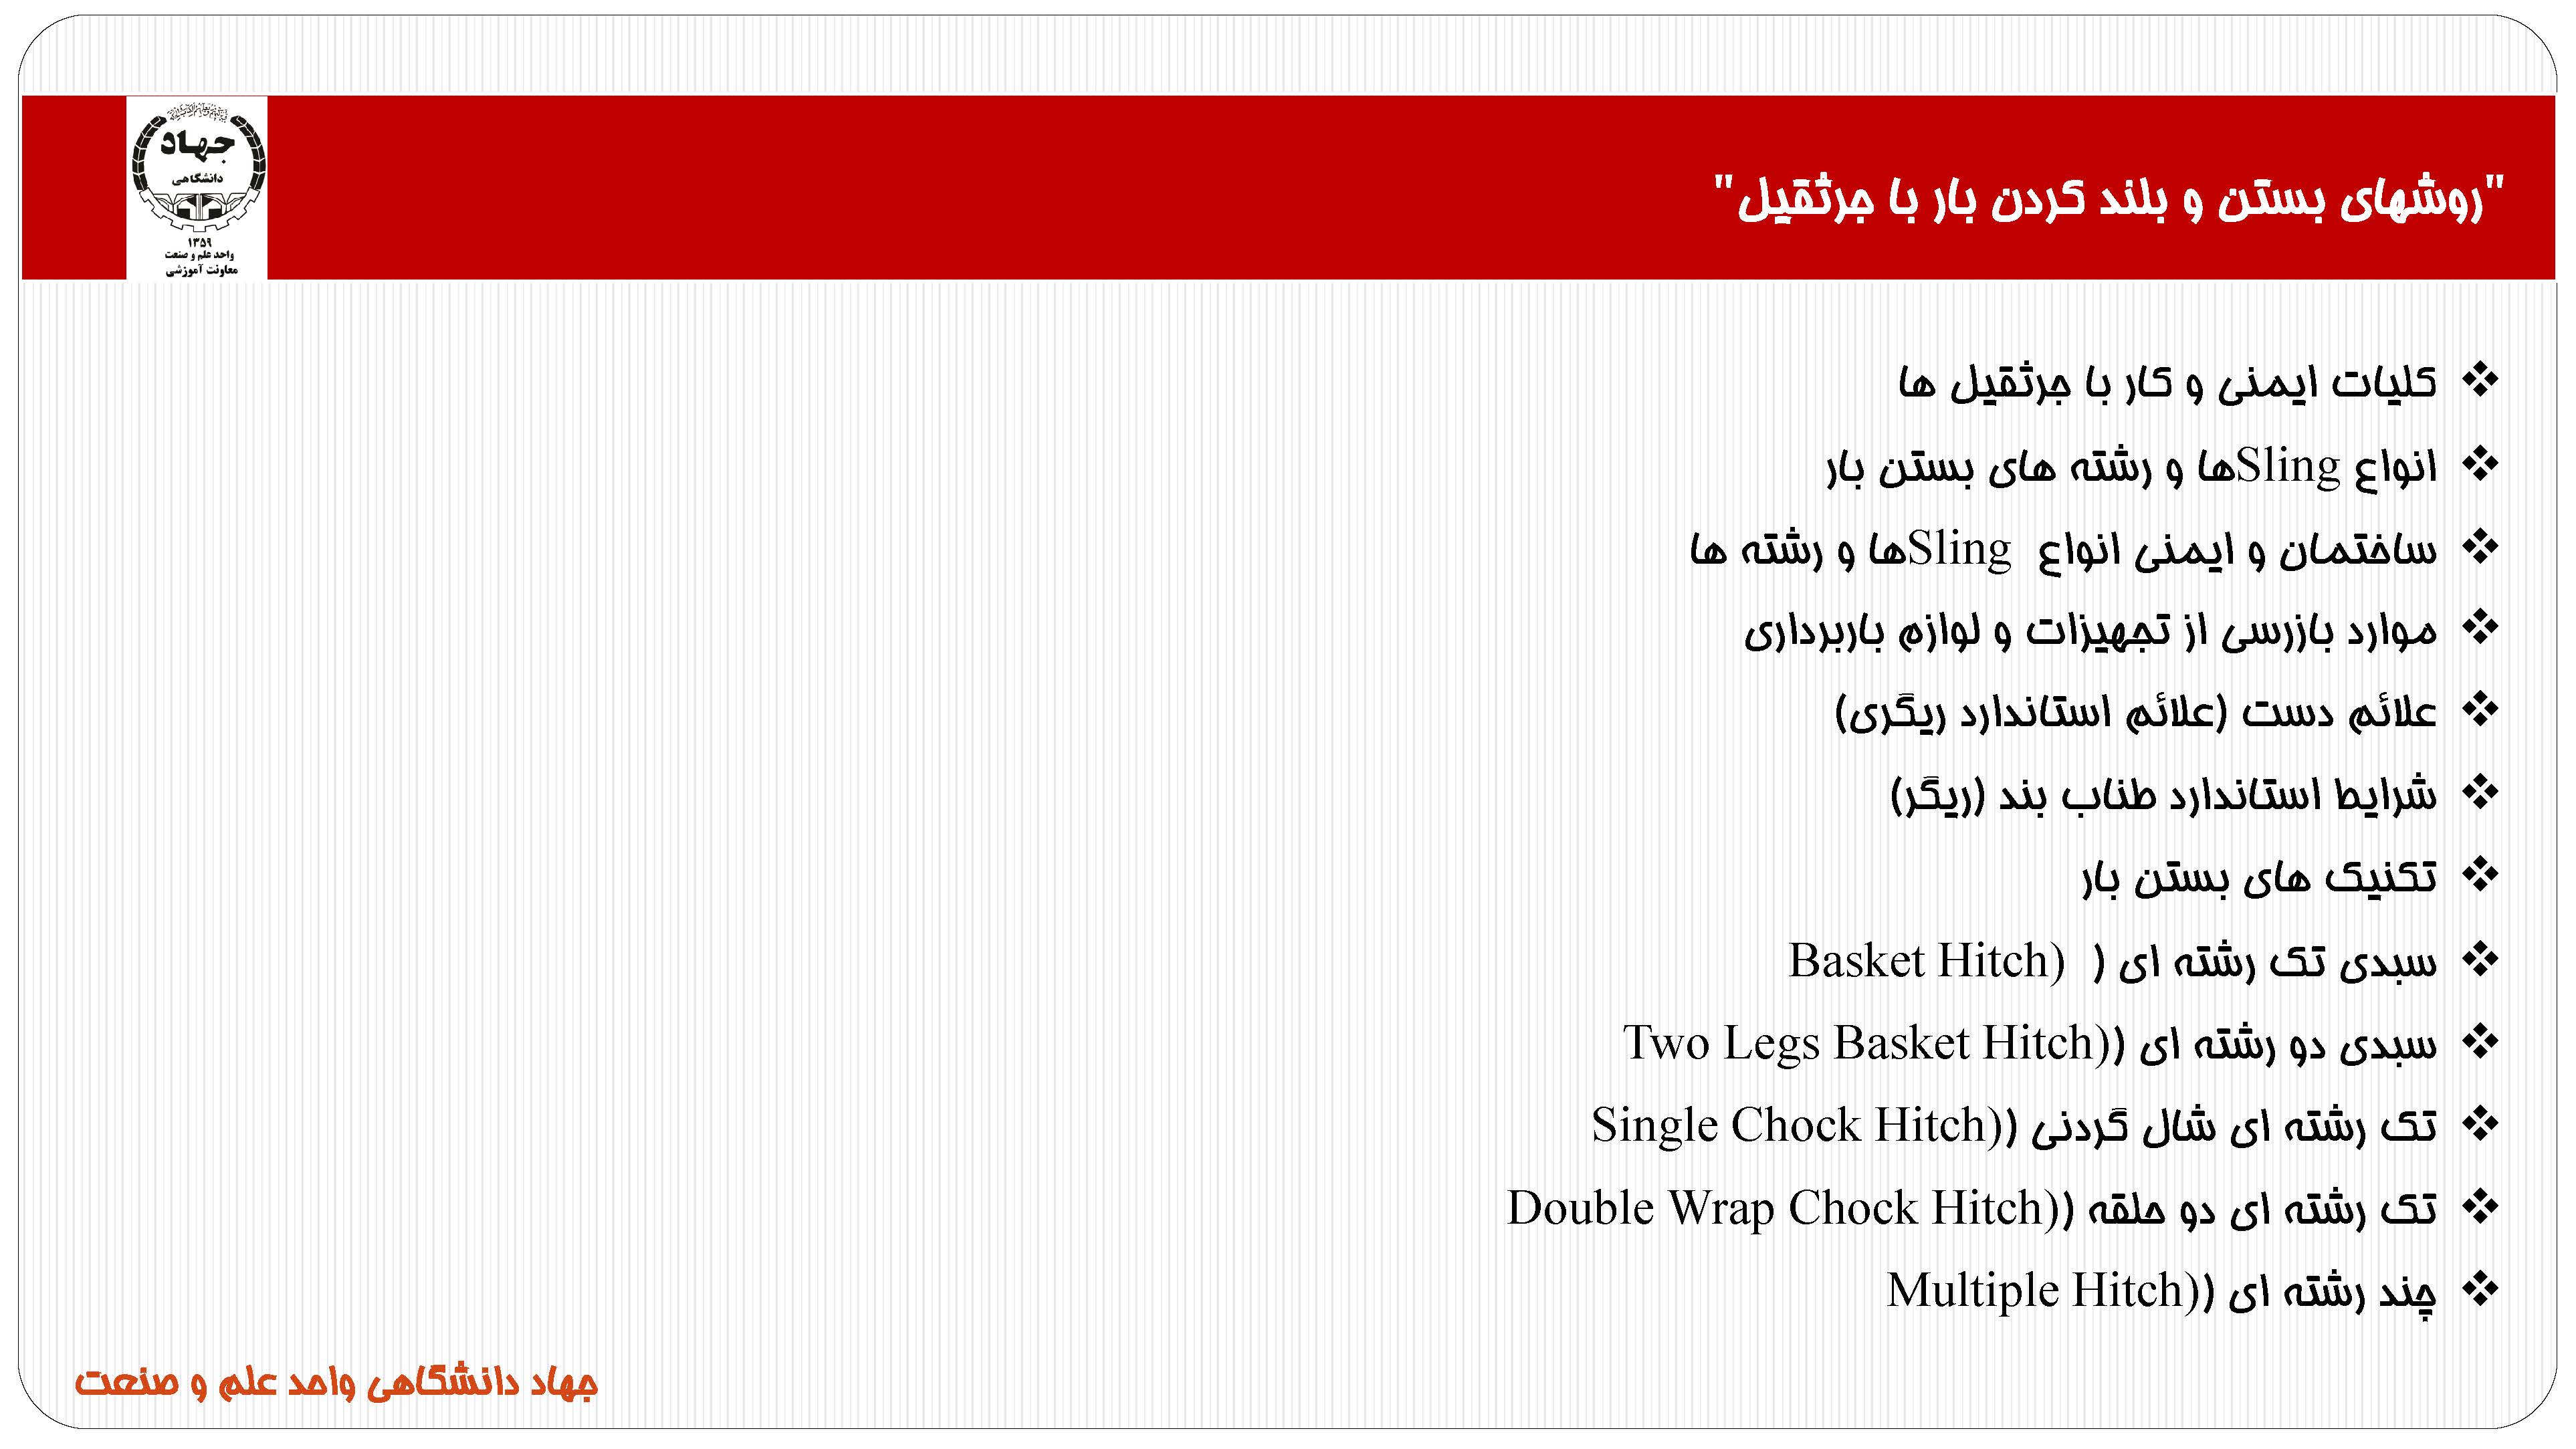 جهاد
دانشگاهی
۱۳۵۹
واحد علم و صنعت
معاونت آموزشی
"روشهای بستن و بلند کردن بار با جرثقیل"
❖ کلیات ایمنی و کار با جرثقیل ها
❖ انواع Slingها و رشته های بستن بار
❖ ساختمان و ایمنی انواع Slingها و رشته ها
❖ موارد بازرسی از تجهیزات و لوازم باربرداری
❖ علائم دست (علائم استاندارد ریگری)
❖ شرایط استاندارد طناب بند (ریگر)
❖ تکنیک های بستن بار
❖ سبدی تک رشته ای ( Basket Hitch)
❖ سبدی دو رشته ای ((Two Legs Basket Hitch
❖ تک رشته ای شال گردنی ((Single Chock Hitch
❖ تک رشته ای دو حلقه ((Double Wrap Chock Hitch
❖ چند رشته ای ((Multiple Hitch
جهاد دانشگاهی واحد علم و صنعت